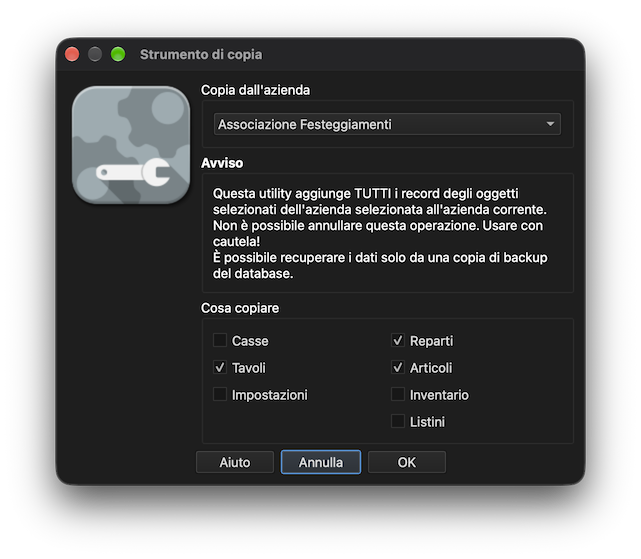 Strumento di copia
Copia dall'azienda
Associazione Festeggiamenti
Avviso
Questa utility aggiunge TUTTI i record degli oggetti
selezionati dell'azienda selezionata all'azienda corrente.
Non è possibile annullare questa operazione. Usare con
cautela!
È possibile recuperare i dati solo da una copia di backup
del database.
Cosa copiare
Casse
Reparti
Tavoli
Articoli
Impostazioni
Inventario
Listini
Aiuto
Annulla
OK